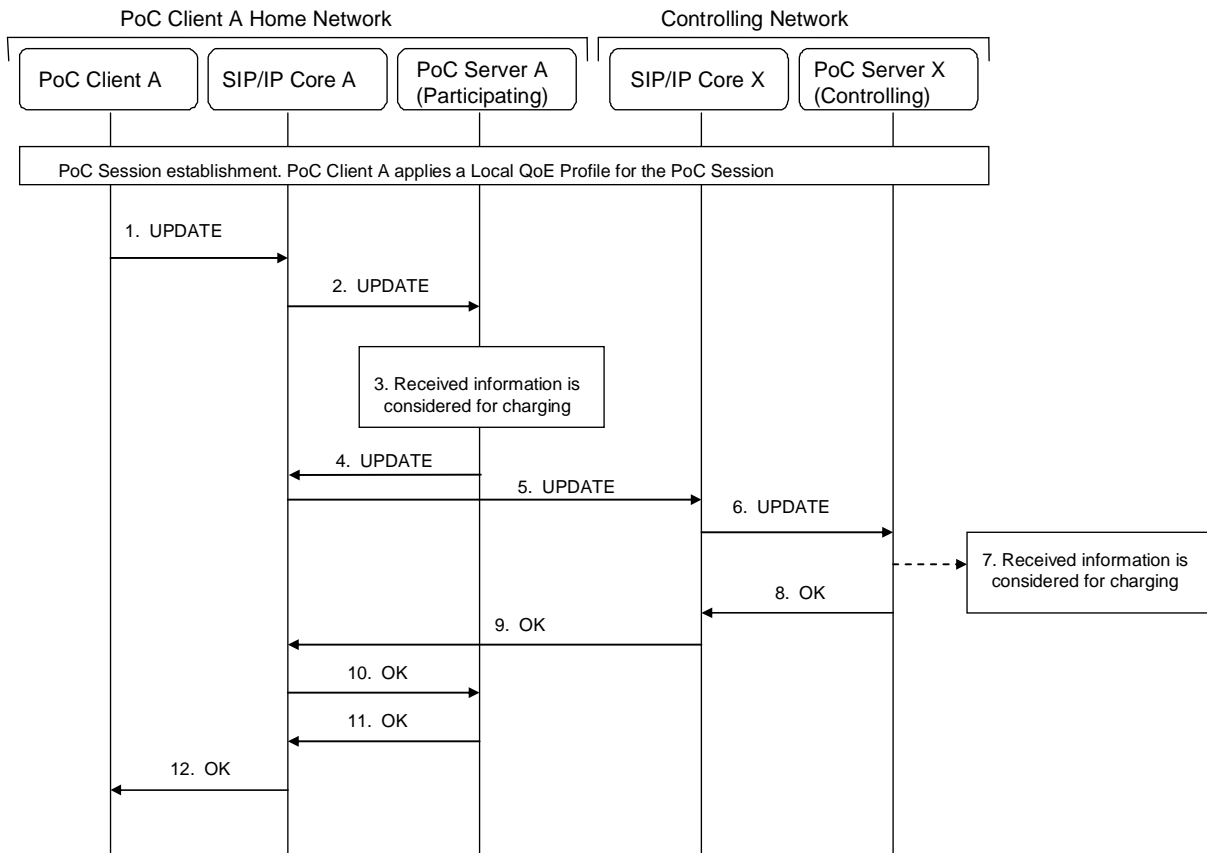 PoC Client A Home Network
Controlling Network
PoC Client A
SIP/IP Core A
PoC Server A
(Participating)
SIP/IP Core X
PoC Server X
(Controlling)
PoC Session establishment. PoC Client A applies a Local QoE Profile for the PoC Session
1. UPDATE
2. UPDATE
3. Received information is
considered for charging
4. UPDATE
5. UPDATE
6. UPDATE
7. Received information is
considered for charging
8. OK
9. OK
10. OK
11. OK
12. OK